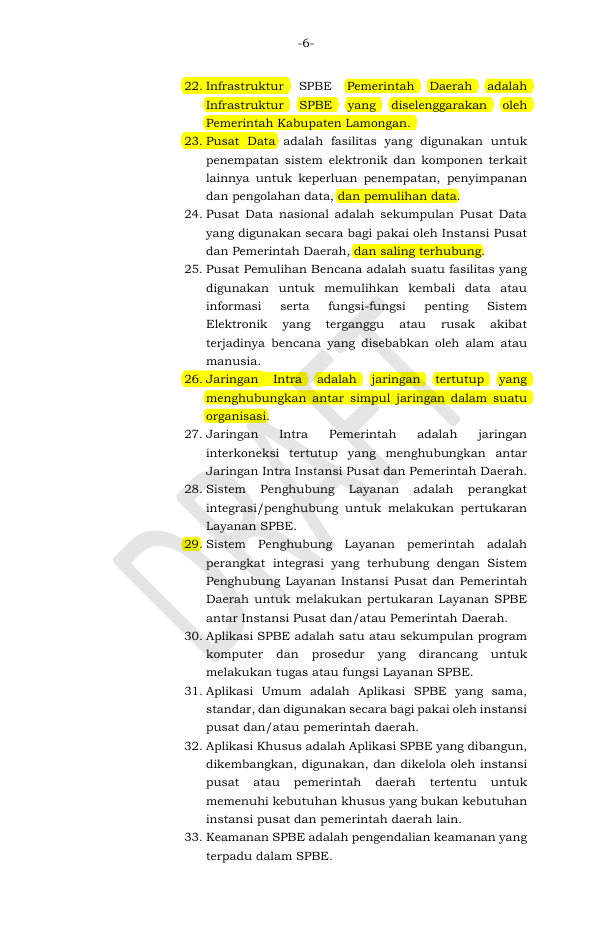 -6-
22. Infrastruktur SPBE Pemerintah Daerah adalah
Infrastruktur SPBE yang diselenggarakan oleh
Pemerintah Kabupaten Lamongan.
23. Pusat Data adalah fasilitas yang digunakan untuk
penempatan sistem elektronik dan komponen terkait
lainnya untuk keperluan penempatan, penyimpanan
dan pengolahan data, dan pemulihan data.
24. Pusat Data nasional adalah sekumpulan Pusat Data
yang digunakan secara bagi pakai oleh Instansi Pusat
dan Pemerintah Daerah, dan saling terhubung.
25. Pusat Pemulihan Bencana adalah suatu fasilitas yang
digunakan untuk memulihkan kembali data atau
informasi serta fungsi-fungsi penting Sistem
Elektronik yang terganggu atau rusak akibat
terjadinya bencana yang disebabkan oleh alam atau
manusia.
26. Jaringan Intra adalah jaringan tertutup yang
menghubungkan antar simpul jaringan dalam suatu
organisasi.
27. Jaringan Intra Pemerintah adalah jaringan
interkoneksi tertutup yang menghubungkan antar
Jaringan Intra Instansi Pusat dan Pemerintah Daerah.
28. Sistem Penghubung Layanan adalah perangkat
integrasi/penghubung untuk melakukan pertukaran
Layanan SPBE.
29. Sistem Penghubung Layanan pemerintah adalah
perangkat integrasi yang terhubung dengan Sistem
Penghubung Layanan Instansi Pusat dan Pemerintah
Daerah untuk melakukan pertukaran Layanan SPBE
antar Instansi Pusat dan/atau Pemerintah Daerah.
30. Aplikasi SPBE adalah satu atau sekumpulan program
komputer dan prosedur yang dirancang untuk
melakukan tugas atau fungsi Layanan SPBE.
31. Aplikasi Umum adalah Aplikasi SPBE yang sama,
standar, dan digunakan secara bagi pakai oleh instansi
pusat dan/atau pemerintah daerah.
32. Aplikasi Khusus adalah Aplikasi SPBE yang dibangun,
dikembangkan, digunakan, dan dikelola oleh instansi
pusat atau pemerintah daerah tertentu untuk
memenuhi kebutuhan khusus yang bukan kebutuhan
instansi pusat dan pemerintah daerah lain.
33. Keamanan SPBE adalah pengendalian keamanan yang
terpadu dalam SPBE.
DRAFT